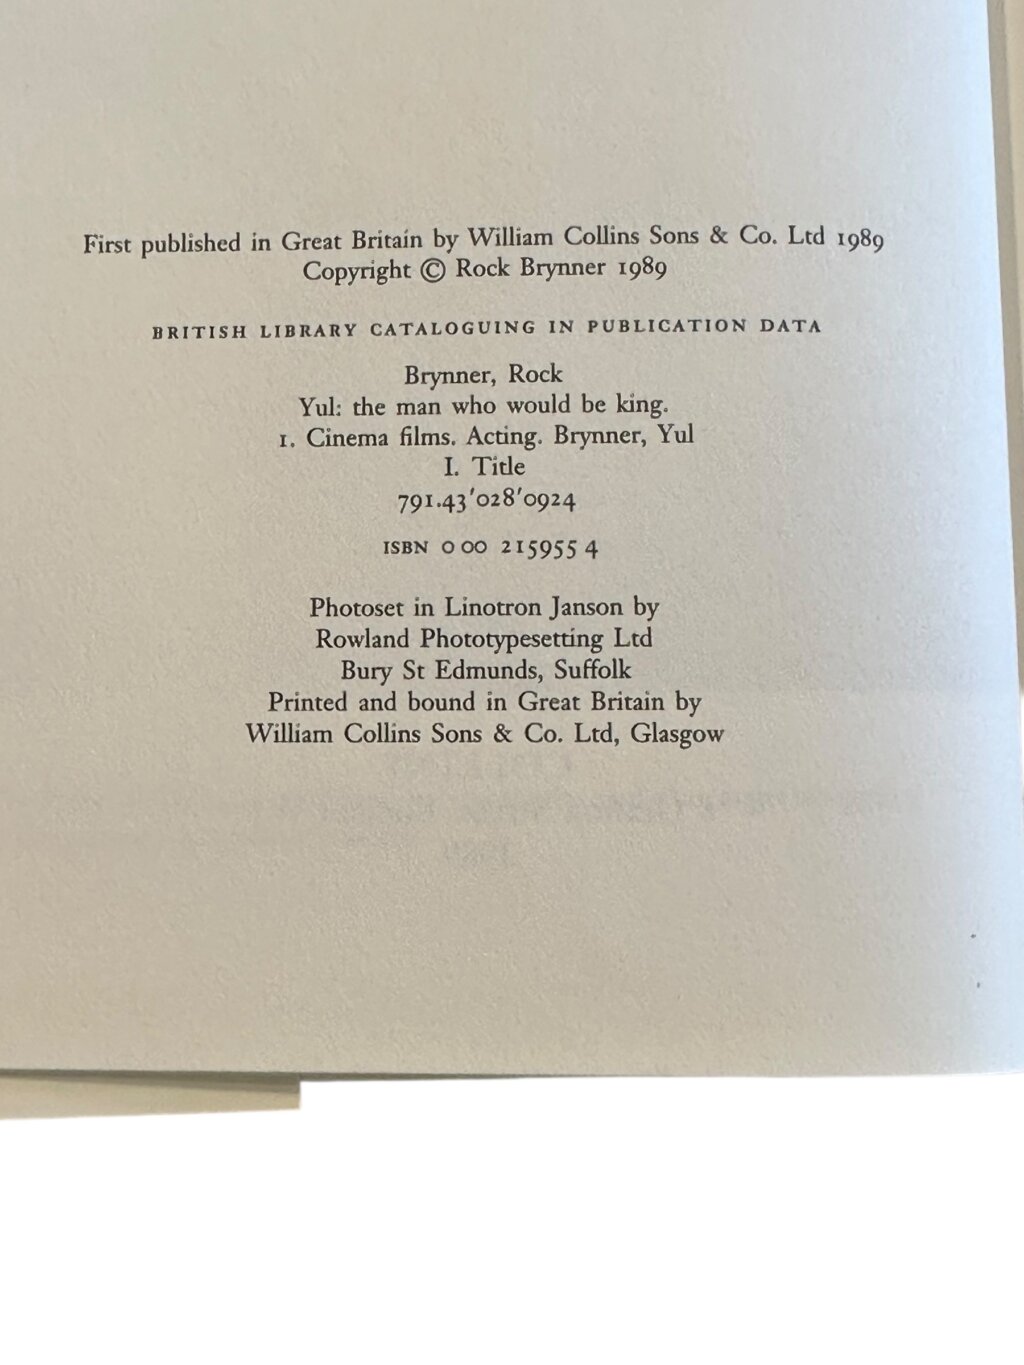 First published in Great Britain by William Collins Sons & Co. Ltd 1989
Copyright © Rock Brynner 1989
BRITISH LIBRARY CATALOGUING IN PUBLICATION DATA
Brynner, Rock
Yul: the man who would be king.
1. Cinema films. Acting. Brynner, Yul
I. Title
791.43'028'0924
ISBN 0 00 215955 4
Photoset in Linotron Janson by
Rowland Phototypesetting Ltd
Bury St Edmunds, Suffolk
Printed and bound in Great Britain by
William Collins Sons & Co. Ltd, Glasgow